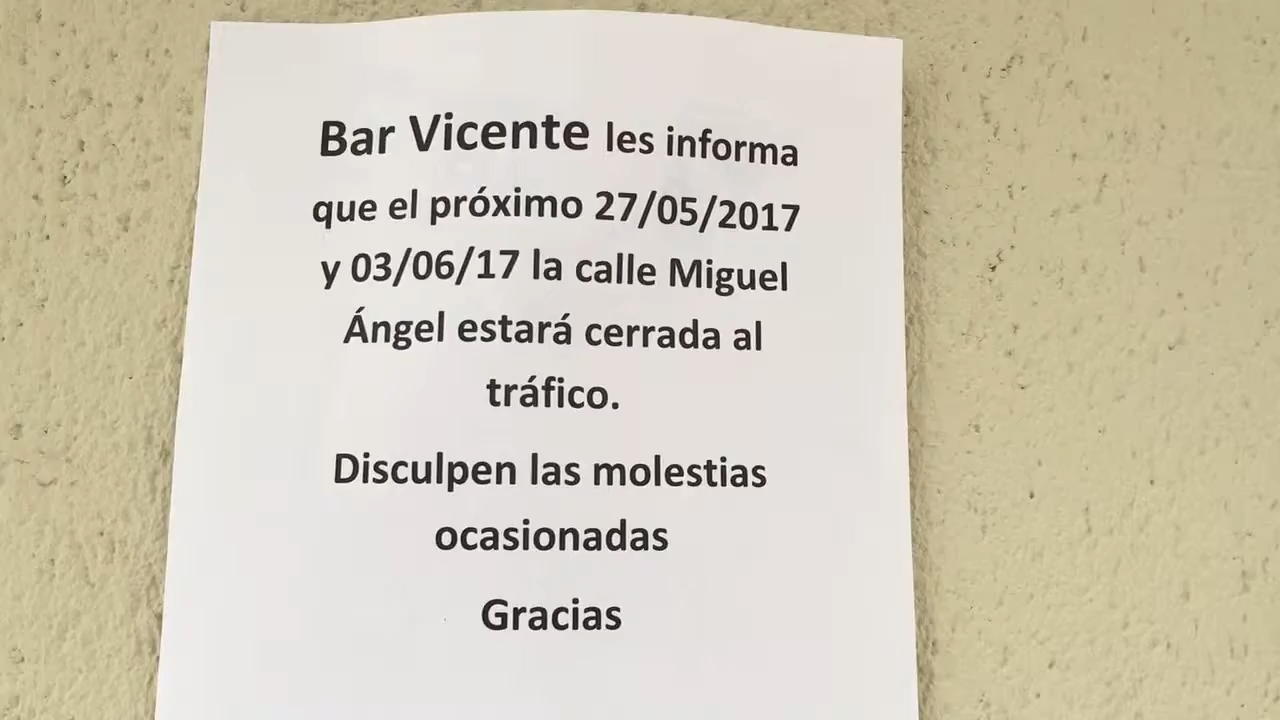 Bar Vicente les informa
que el próximo 27/05/2017
y 03/06/17 la calle Miguel
Ángel estará cerrada al
tráfico.
Disculpen las molestias
ocasionadas
Gracias